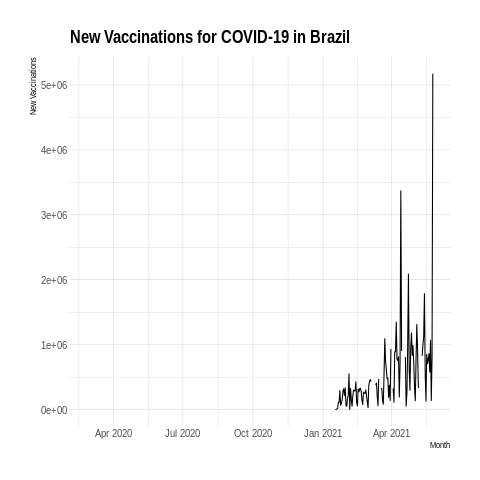 New Vaccinations for COVID-19 in Brazil
New Vaccinations
5e+06
4e+06
3e+06
2e+06
1e+06
0e+00
Apr 2020 Jul 2020 Oct 2020 Jan 2021 Apr 2021
Month